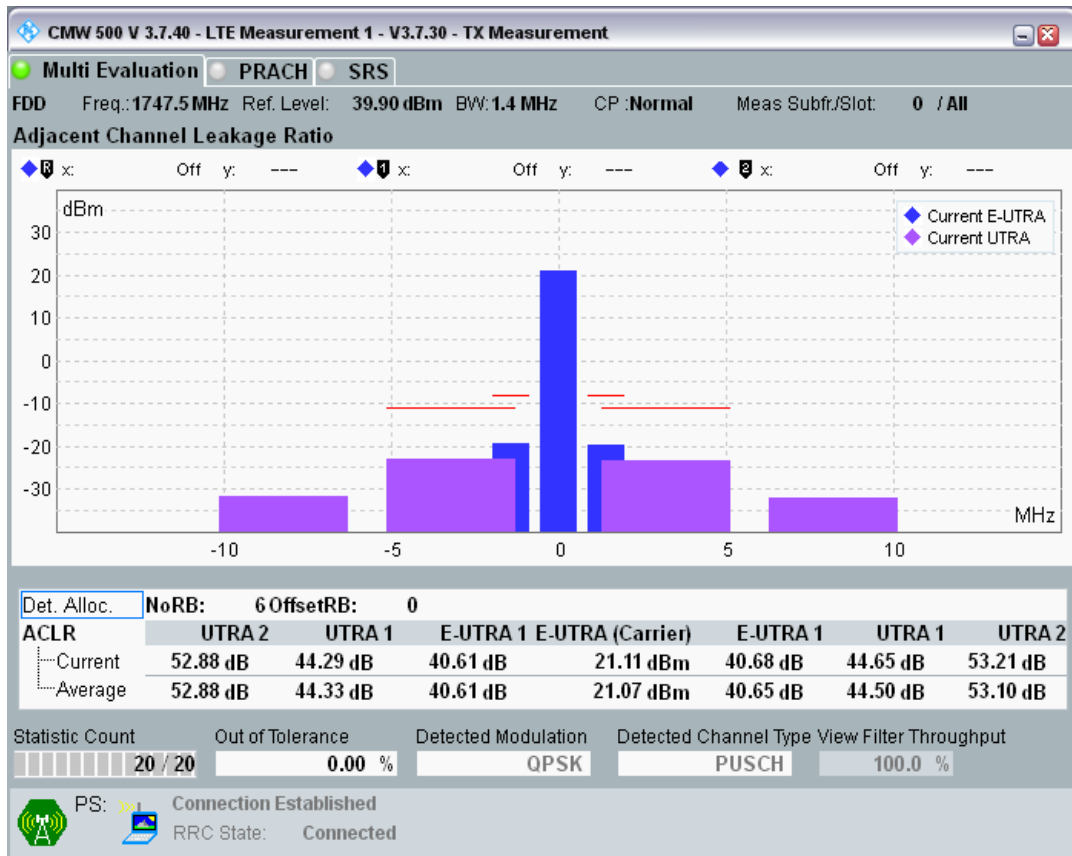 CMW 500 V 3.7.40 - LTE Measurement 1 - V3.7.30 - TX Measurement
Multi Evaluation PRACH SRS
FDD Freq.: 1747.5 MHz Ref. Level: 39.90 dBm BW: 1.4 MHz CP : Normal Meas Subfr./Slot: 0 / All
Adjacent Channel Leakage Ratio
R x: Off y: --- 1 x: Off y: --- 2 x: Off y: ---
dBm
Current E-UTRA
Current UTRA
30
20
10
0
-10
-20
-30
MHz
-10 -5 0 5 10
Det. Alloc. NoRB: 6 OffsetRB: 0
ACLR UTRA 2 UTRA 1 E-UTRA 1 E-UTRA (Carrier) E-UTRA 1 UTRA 1 UTRA 2
Current 52.88 dB 44.29 dB 40.61 dB 21.11 dBm 40.68 dB 44.65 dB 53.21 dB
Average 52.88 dB 44.33 dB 40.61 dB 21.07 dBm 40.65 dB 44.50 dB 53.10 dB
Statistic Count Out of Tolerance Detected Modulation Detected Channel Type View Filter Throughput
20 / 20 0.00 % QPSK PUSCH 100.0 %
PS: Connection Established
RRC State: Connected